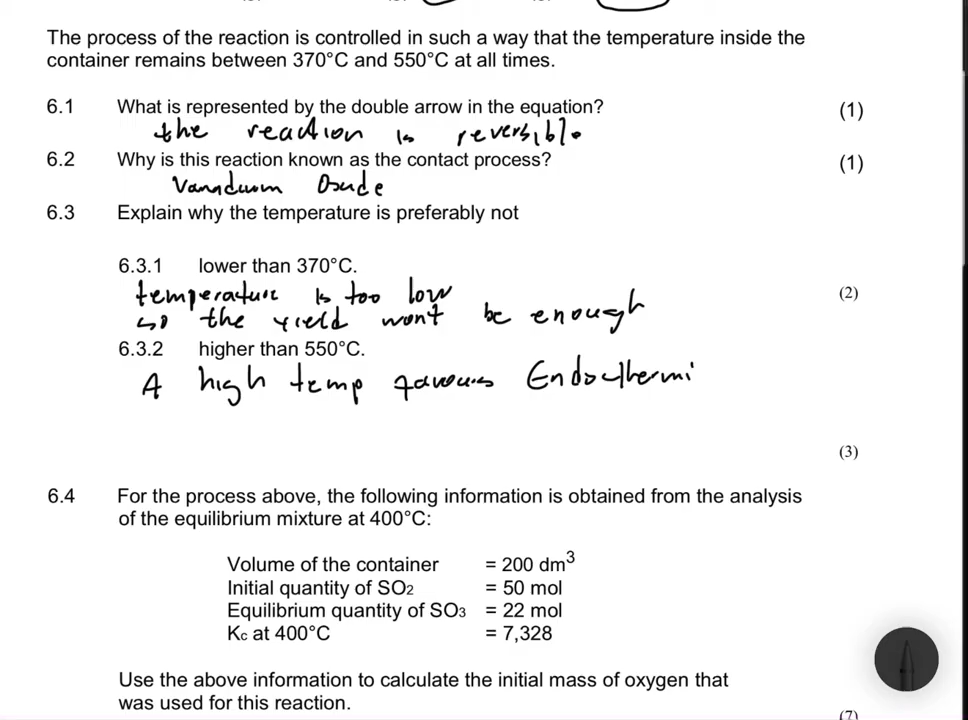 The process of the reaction is controlled in such a way that the temperature inside the
container remains between 370°C and 550°C at all times.
6.1 What is represented by the double arrow in the equation? (1)
the reaction is reversible
6.2 Why is this reaction known as the contact process? (1)
6.3 Explain why the temperature is preferably not
6.3.1 lower than 370°C.
temperature is too low (2)
so the yield wont be enough
6.3.2 higher than 550°C.
A high temp favours Endothermi
(3)
6.4 For the process above, the following information is obtained from the analysis
of the equilibrium mixture at 400°C:
Volume of the container = 200 dm³
Initial quantity of SO₂ = 50 mol
Equilibrium quantity of SO₃ = 22 mol
Kc at 400°C = 7,328
Use the above information to calculate the initial mass of oxygen that
was used for this reaction.
(7)